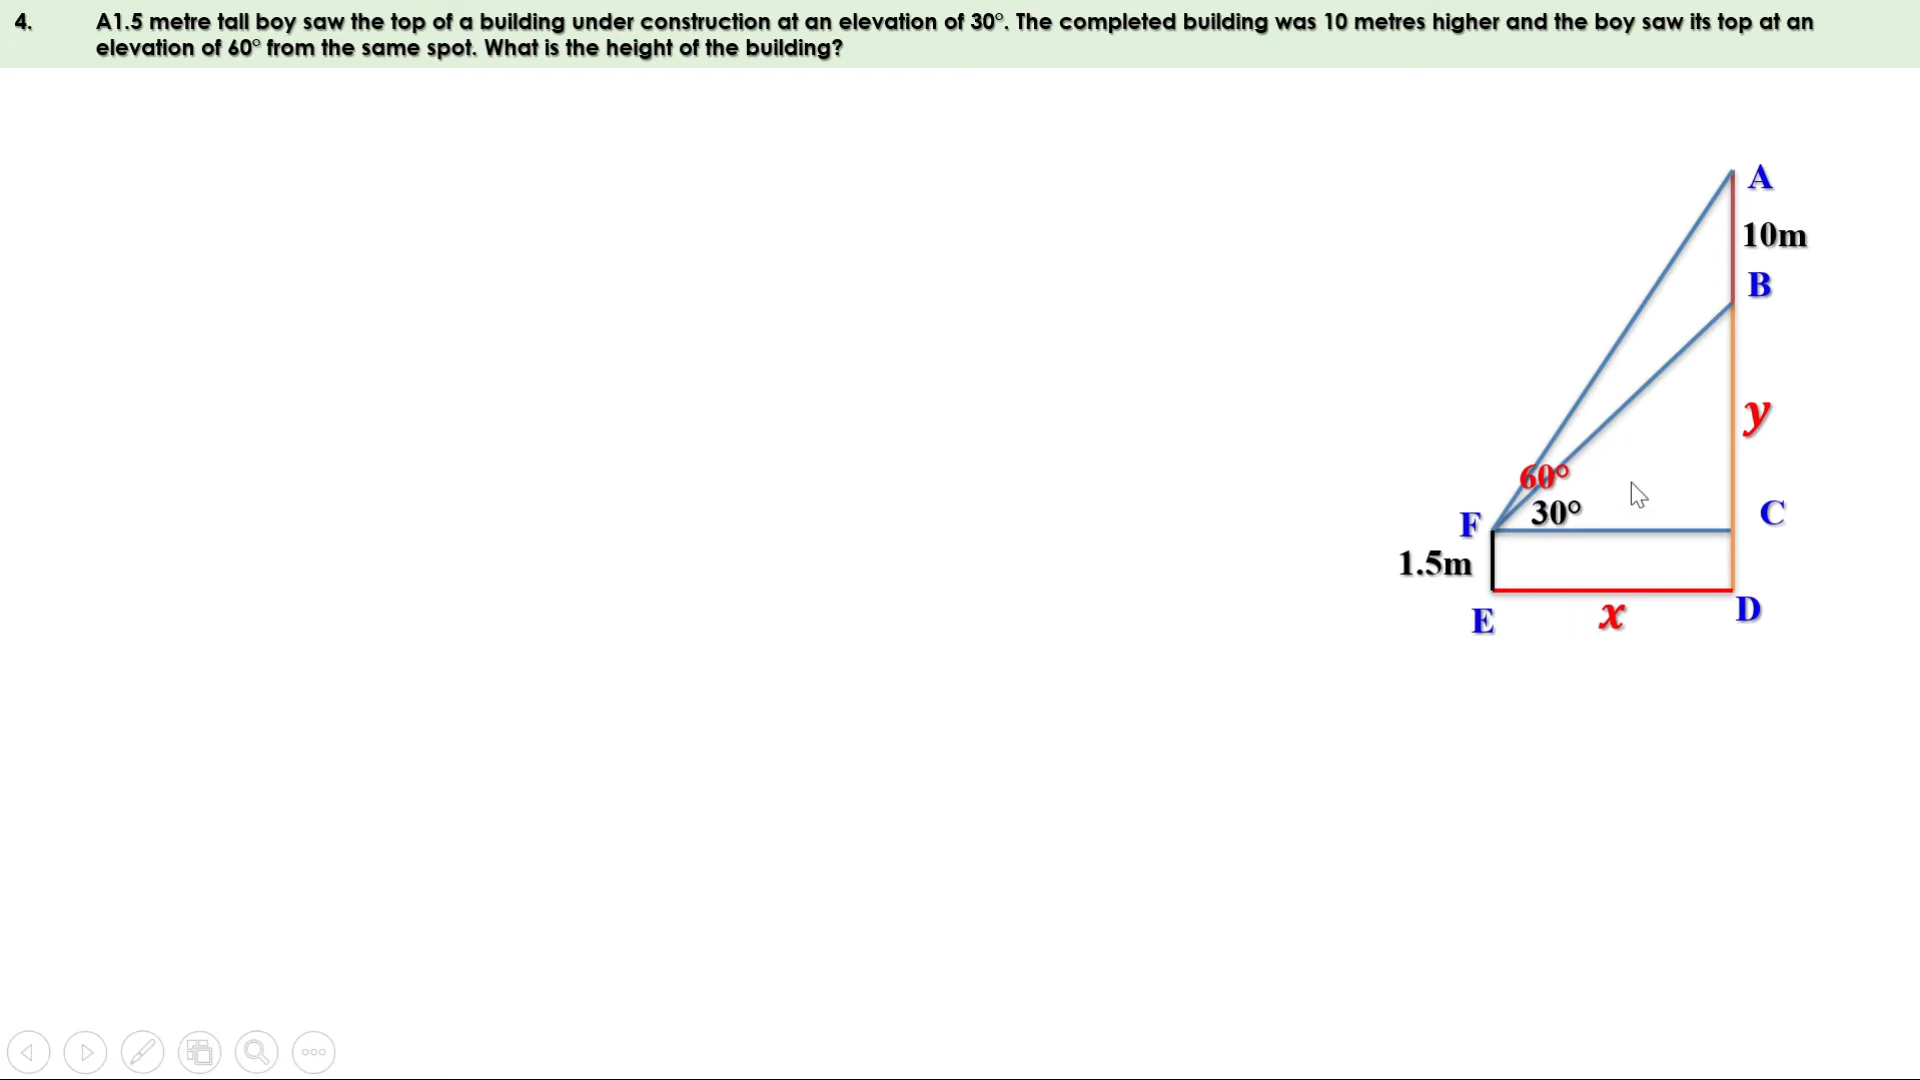 4. A1.5 metre tall boy saw the top of a building under construction at an elevation of 30°. The completed building was 10 metres higher and the boy saw its top at an
elevation of 60° from the same spot. What is the height of the building?
A
10m
B
y
60°
30°
F
C
1.5m
E
x
D